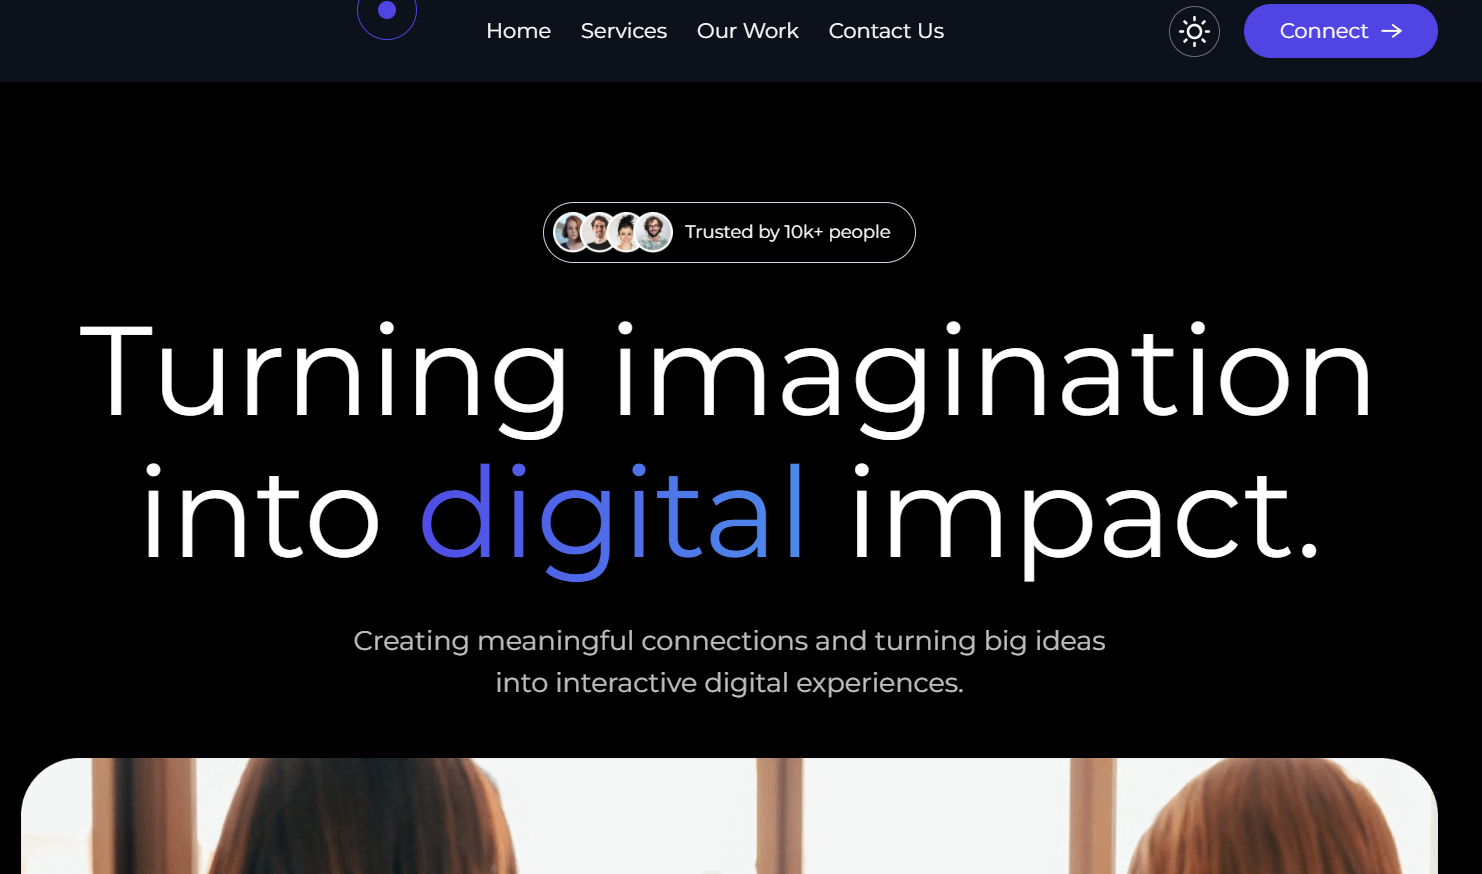 Home Services Our Work Contact Us Connect
Trusted by 10k+ people
Turning imagination
into digital impact.
Creating meaningful connections and turning big ideas
into interactive digital experiences.